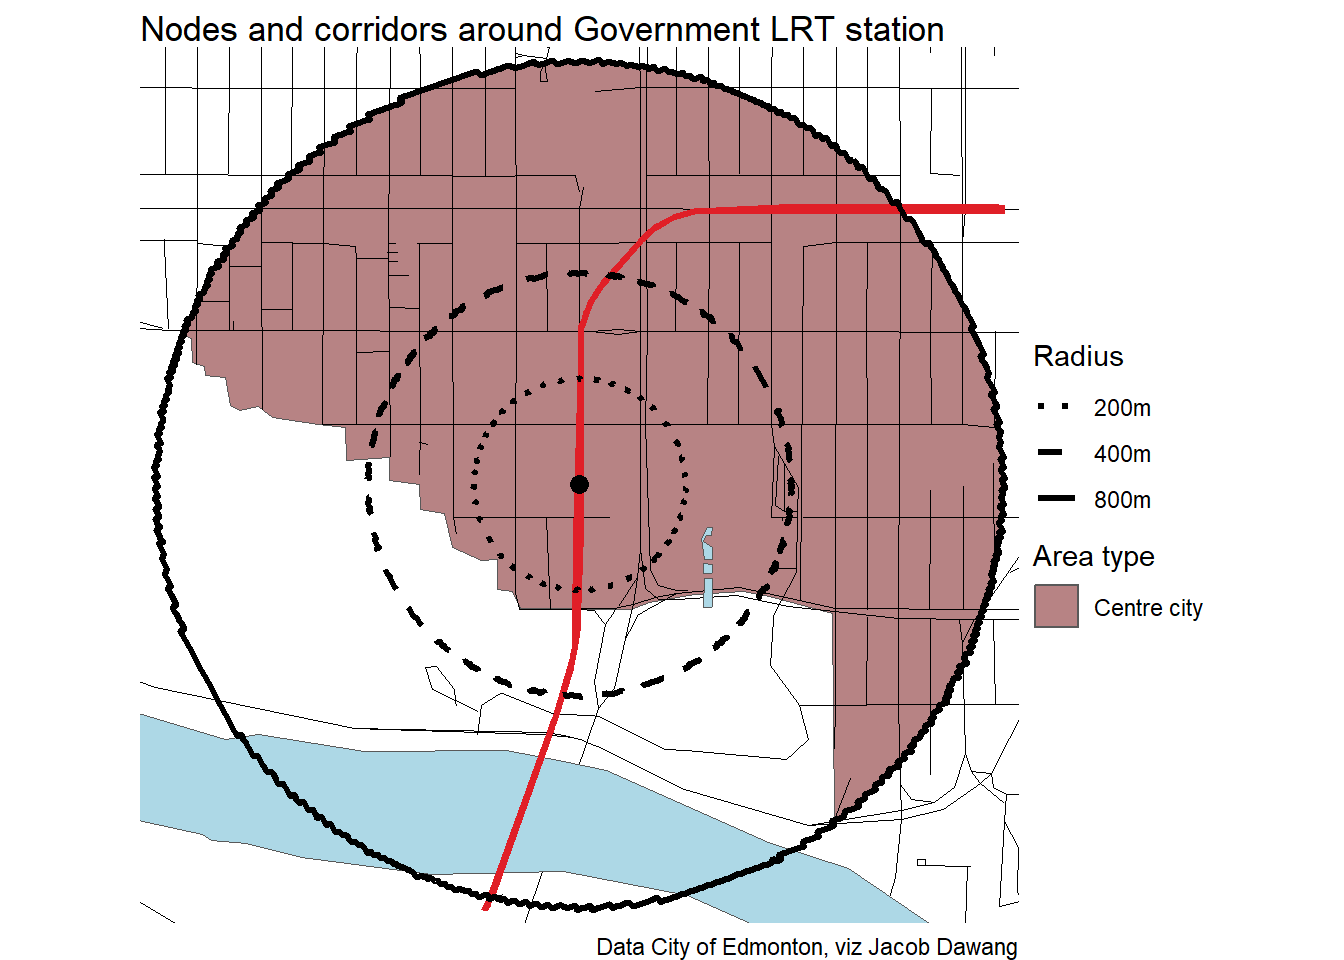 Nodes and corridors around Government LRT station
Radius
200m
400m
800m
Area type
Centre city
Data City of Edmonton, viz Jacob Dawang